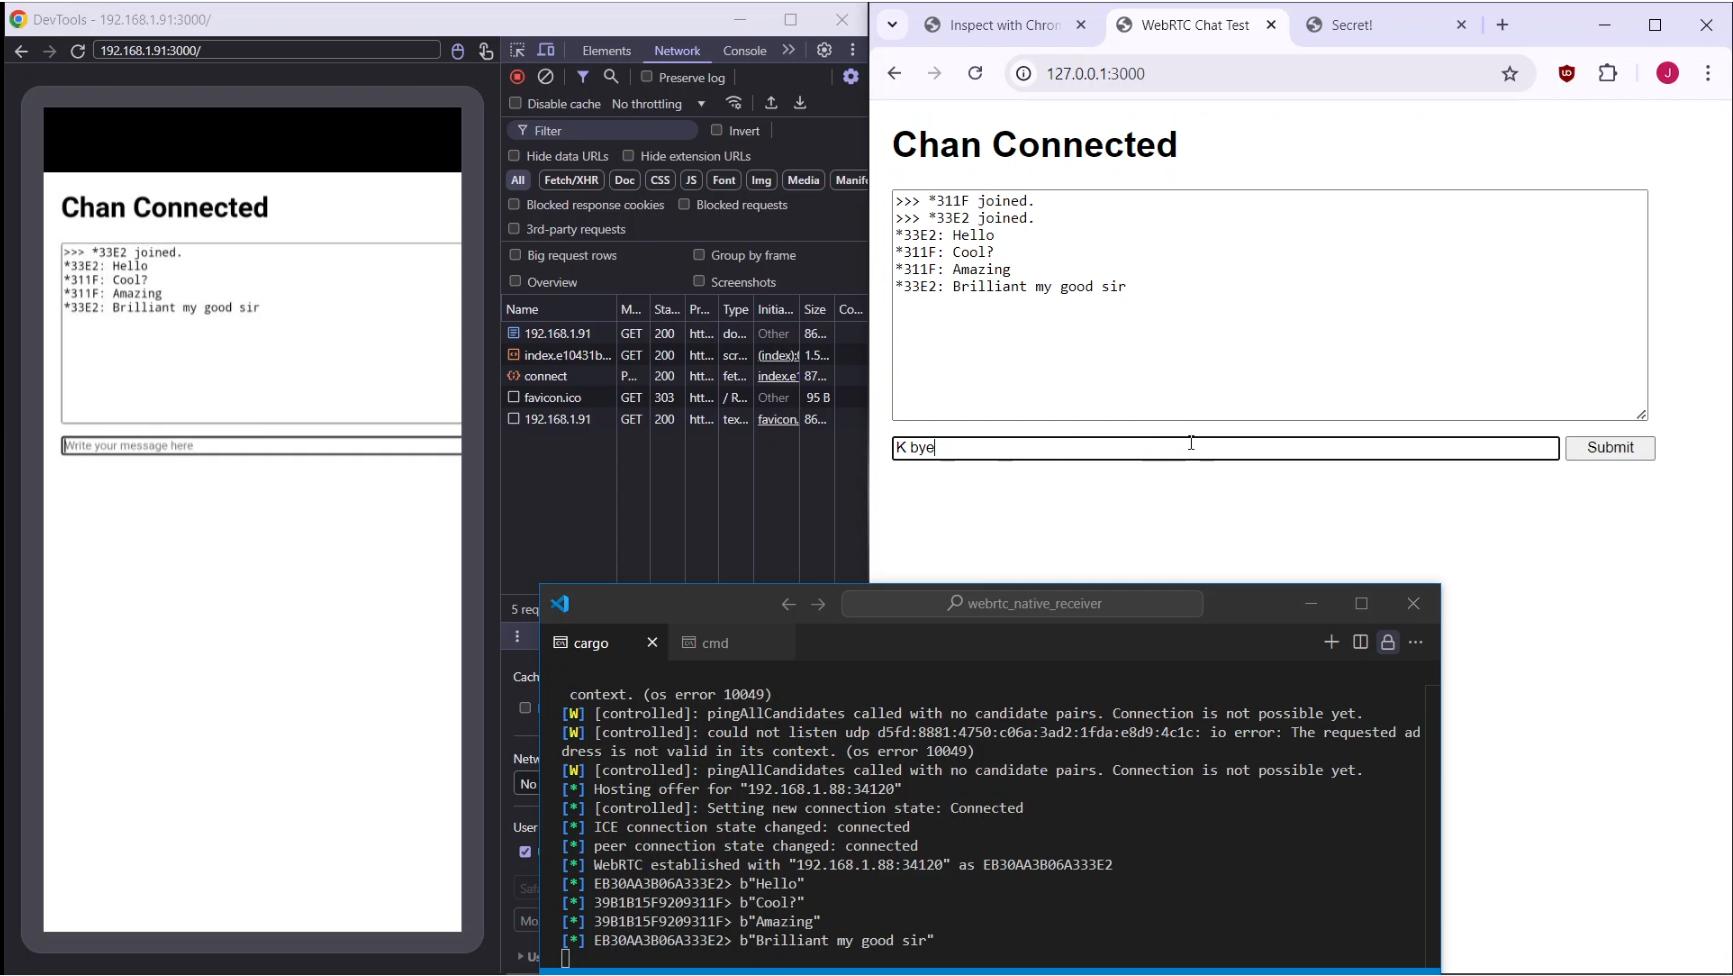 DevTools - 192.168.1.91:3000/
192.168.1.91:3000/
Chan Connected
>>> *33E2 joined.
*33E2: Hello
*311F: Cool?
*311F: Amazing
*33E2: Brilliant my good sir
Write your message here
Elements Network Console
Preserve log
Disable cache No throttling
Filter Invert
Hide data URLs Hide extension URLs
All Fetch/XHR Doc CSS JS Font Img Media Manife
Blocked response cookies Blocked requests
3rd-party requests
Big request rows Group by frame
Overview Screenshots
Name M... Sta... Pr... Type Initia... Size Co...
192.168.1.91 GET 200 htt... do... Other 86...
index.e10431b... GET 200 htt... scr... (index):( 1.5...
connect P... 200 htt... fet... index.e1 87...
favicon.ico GET 303 htt... / R... Other 95 B
192.168.1.91 GET 200 htt... tex... favicon. 86...
5 req
Cach
Netw
No
User
Safa
Mo
Us
Inspect with Chrom
WebRTC Chat Test
Secret!
127.0.0.1:3000
J
Chan Connected
>>> *311F joined.
>>> *33E2 joined.
*33E2: Hello
*311F: Cool?
*311F: Amazing
*33E2: Brilliant my good sir
K bye
Submit
webrtc_native_receiver
cargo cmd
context. (os error 10049)
[W] [controlled]: pingAllCandidates called with no candidate pairs. Connection is not possible yet.
[W] [controlled]: could not listen udp d5fd:8881:4750:c06a:3ad2:1fda:e8d9:4c1c: io error: The requested ad
dress is not valid in its context. (os error 10049)
[W] [controlled]: pingAllCandidates called with no candidate pairs. Connection is not possible yet.
[*] Hosting offer for "192.168.1.88:34120"
[*] [controlled]: Setting new connection state: Connected
[*] ICE connection state changed: connected
[*] peer connection state changed: connected
[*] WebRTC established with "192.168.1.88:34120" as EB30AA3B06A333E2
[*] EB30AA3B06A333E2> b"Hello"
[*] 39B1B15F9209311F> b"Cool?"
[*] 39B1B15F9209311F> b"Amazing"
[*] EB30AA3B06A333E2> b"Brilliant my good sir"